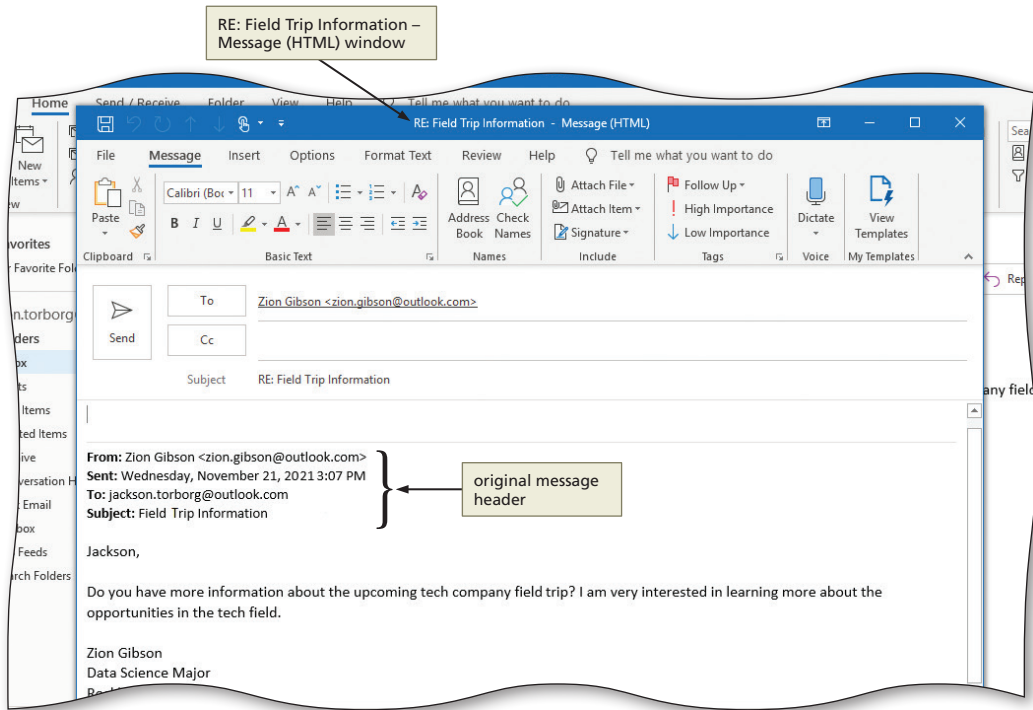 RE: Field Trip Information –
Message (HTML) window
Home Send / Receive Folder View Help Tell me what you want to do
RE: Field Trip Information - Message (HTML)
File Message Insert Options Format Text Review Help Tell me what you want to do
New
Items
Paste
Clipboard
Calibri (Boc 11
B I U
Basic Text
Address
Book
Check
Names
Names
Attach File
Attach Item
Signature
Include
Follow Up
High Importance
Low Importance
Tags
Dictate
Voice
View
Templates
My Templates
Sea
Rep
any field
vorites
Favorite Fol
n.torborg
ders
ox
ts
Items
ted Items
ive
versation H
Email
box
Feeds
rch Folders
Send
To
Zion Gibson <zion.gibson@outlook.com>
Cc
Subject RE: Field Trip Information
From: Zion Gibson <zion.gibson@outlook.com>
Sent: Wednesday, November 21, 2021 3:07 PM
To: jackson.torborg@outlook.com
Subject: Field Trip Information
original message
header
Jackson,
Do you have more information about the upcoming tech company field trip? I am very interested in learning more about the
opportunities in the tech field.
Zion Gibson
Data Science Major